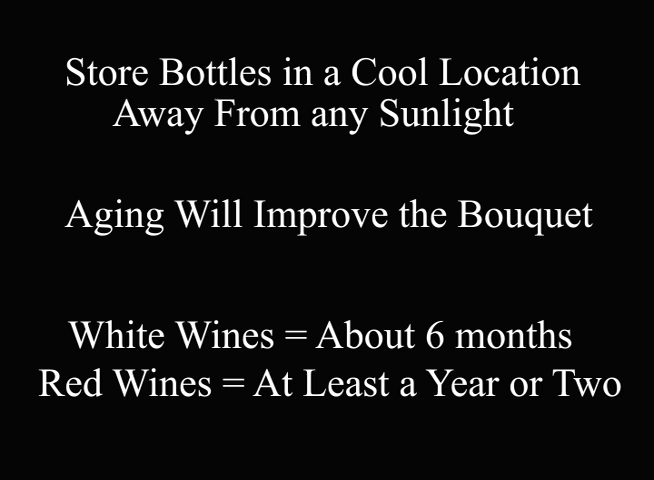 Store Bottles in a Cool Location
Away From any Sunlight
Aging Will Improve the Bouquet
White Wines = About 6 months
Red Wines = At Least a Year or Two